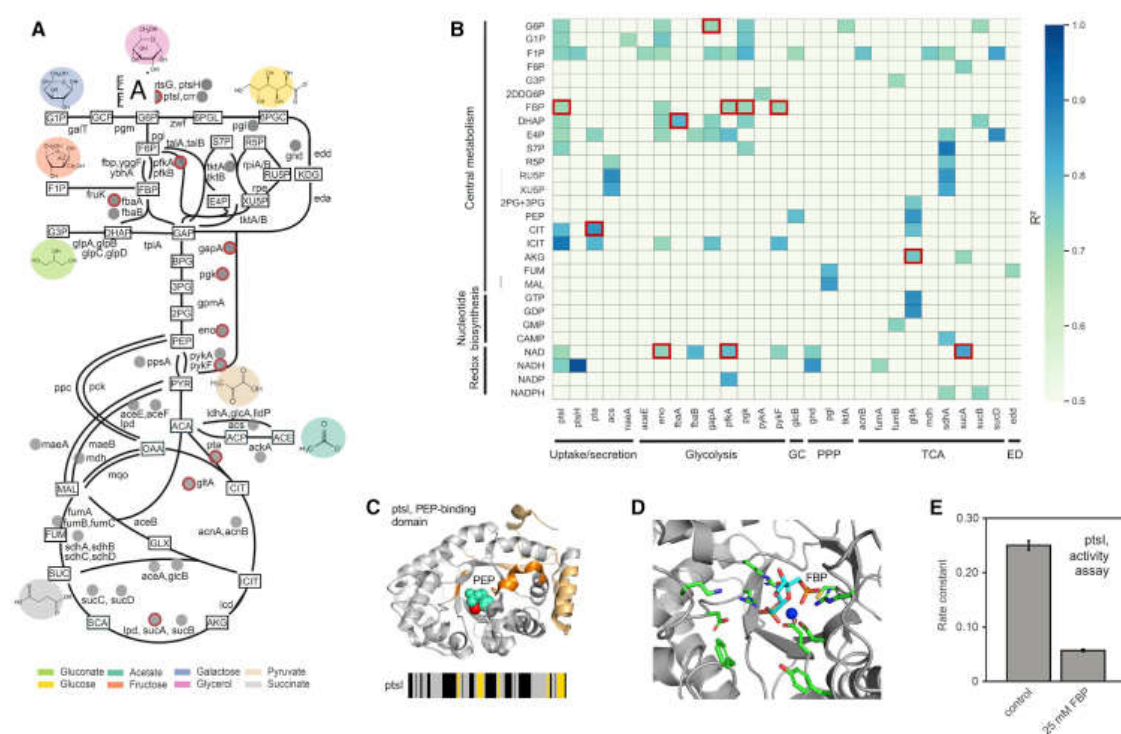 A
A
rtsG, ptsH
ptsI, crr
G1P
GCP
G6P
6PGL
6PGC
galT
pgm
zwf
pgl
pgi
talA, talB
S7P
R5P
gnd
edd
F6P
fbp,yggF
ybhA
pfkA
pfkB
tktA
tktB
rpiA/B
RU5P
KDG
F1P
FBP
rpe
eda
fruK
fbaA
fbaB
E4P
XU5P
tktA/B
G3P
DHAP
GAP
glpA,glpB
glpC,glpD
tpiA
gapA
BPG
pgk
3PG
gpmA
2PG
eno
PEP
ppsA
pykA
pykF
ppc
pck
PYR
aceE,aceF
lpd
ldhA,glcA,lldP
acs
ACA
ACP
ACE
ackA
maeA
maeB
mdh
OAA
pta
mqo
gltA
MAL
CIT
fumA
fumB, fumC
aceB
acnA,acnB
FUM
GLX
sdhA,sdhB
sdhC, sdhD
aceA,glcB
SUC
ICIT
sucC, sucD
icd
SCA
AKG
lpd, sucA, sucB
Gluconate
Acetate
Galactose
Pyruvate
Glucose
Fructose
Glycerol
Succinate
B
Central metabolism
Nucleotide biosynthesis
Redox
G6P
G1P
F1P
F6P
G3P
2DDG6P
FBP
DHAP
E4P
S7P
R5P
RU5P
XU5P
2PG+3PG
PEP
CIT
ICIT
AKG
FUM
MAL
GTP
GDP
GMP
CAMP
NAD
NADH
NADP
NADPH
ptsI ptsH pta acs maeA aceE eno fbaA fbaB gapA pfkA pgk pykA pykF glcB gnd pgl tktA acnB fumA fumB gltA mdh sdhA sucA sucB sucD edd
Uptake/secretion Glycolysis GC PPP TCA ED
1.0
0.9
0.8
0.7
0.6
0.5
R²
C
ptsI, PEP-binding
domain
PEP
ptsI
D
FBP
E
ptsI,
activity
assay
Rate constant
0.30
0.20
0.10
0
control
25 mM FBP